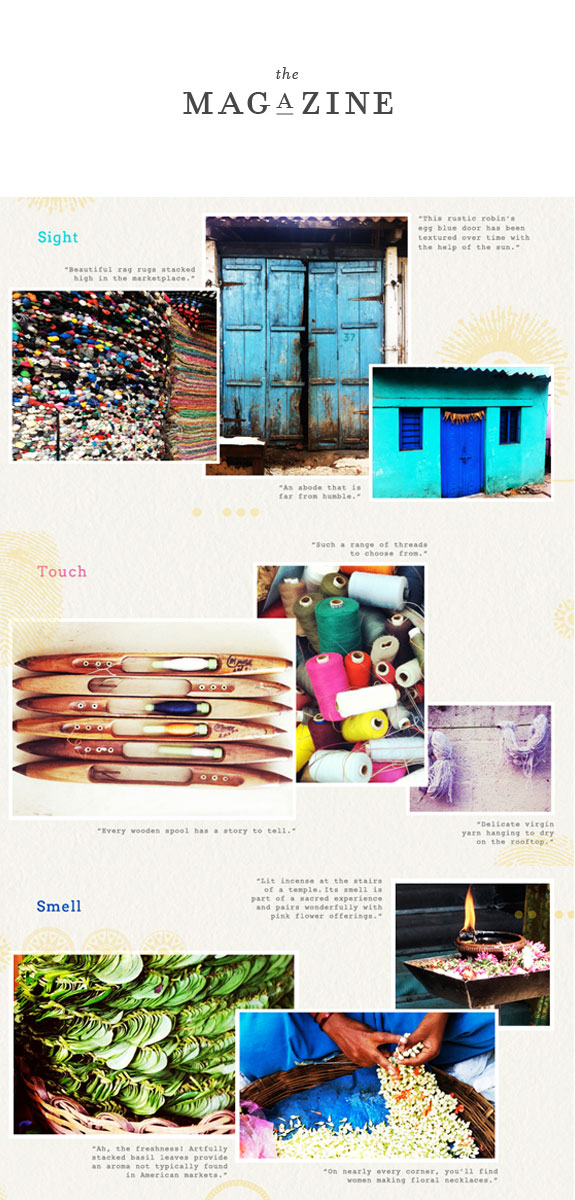 the
MAGAZINE
Sight
"This rustic robin's
egg blue door has been
textured over time with
the help of the sun."
"Beautiful rag rugs stacked
high in the marketplace."
37
"An abode that is
far from humble."
Touch
"Such a range of threads
to choose from."
"Every wooden spool has a story to tell."
"Delicate virgin
yarn hanging to dry
on the rooftop."
Smell
"Lit incense at the stairs
of a temple. Its smell is
part of a sacred experience
and pairs wonderfully with
pink flower offerings."
"Ah, the freshness! Artfully
stacked basil leaves provide
an aroma not typically found
in American markets."
"On nearly every corner, you'll find
women making floral necklaces."